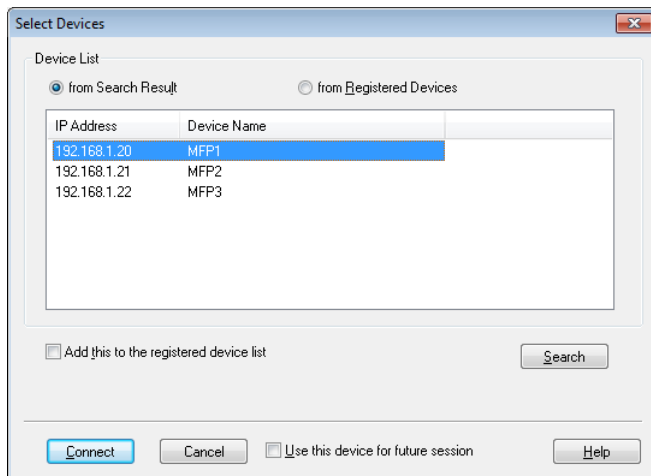 Select Devices
Device List
from Search Result from Registered Devices
IP Address Device Name
192.168.1.20 MFP1
192.168.1.21 MFP2
192.168.1.22 MFP3
Add this to the registered device list Search
Connect Cancel Use this device for future session Help